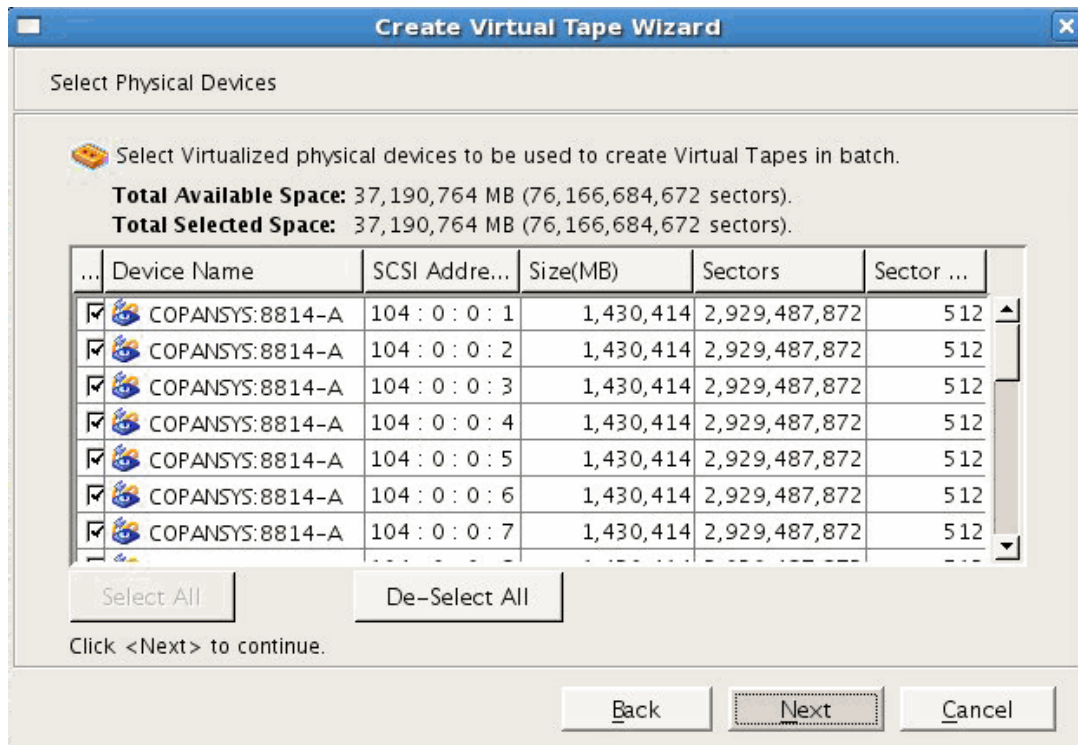 Create Virtual Tape Wizard
Select Physical Devices
Select Virtualized physical devices to be used to create Virtual Tapes in batch.
Total Available Space: 37,190,764 MB (76,166,684,672 sectors).
Total Selected Space: 37,190,764 MB (76,166,684,672 sectors).
... Device Name SCSI Addre... Size(MB) Sectors Sector ...
COPANSYS:8814-A 104 : 0 : 0 : 1 1,430,414 2,929,487,872 512
COPANSYS:8814-A 104 : 0 : 0 : 2 1,430,414 2,929,487,872 512
COPANSYS:8814-A 104 : 0 : 0 : 3 1,430,414 2,929,487,872 512
COPANSYS:8814-A 104 : 0 : 0 : 4 1,430,414 2,929,487,872 512
COPANSYS:8814-A 104 : 0 : 0 : 5 1,430,414 2,929,487,872 512
COPANSYS:8814-A 104 : 0 : 0 : 6 1,430,414 2,929,487,872 512
COPANSYS:8814-A 104 : 0 : 0 : 7 1,430,414 2,929,487,872 512
Select All De-Select All
Click <Next> to continue.
Back Next Cancel